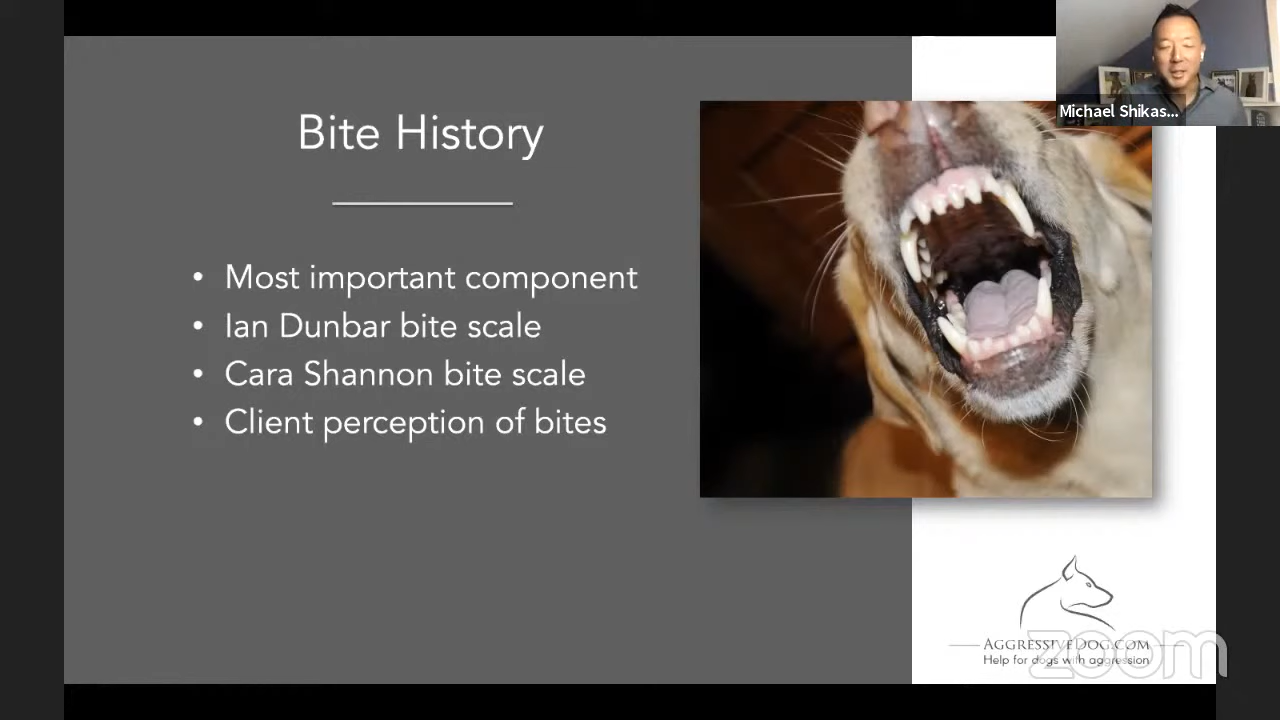 Bite History
• Most important component
• Ian Dunbar bite scale
• Cara Shannon bite scale
• Client perception of bites
Michael Shikas...
AGGRESSIVEDOG.COM
Help for dogs with aggression
zoom